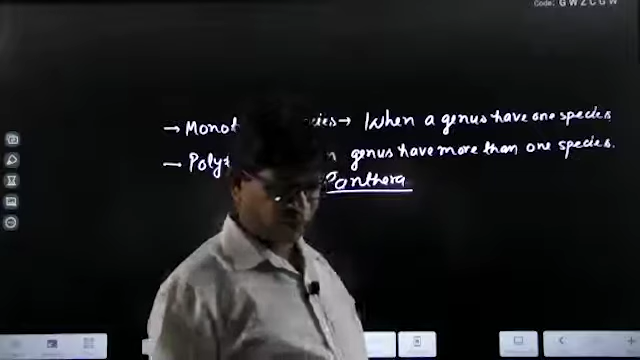 Code: GWZCGW
→ Monot → When a genus have one species
→ Polyt genus have more than one species.
Panthera